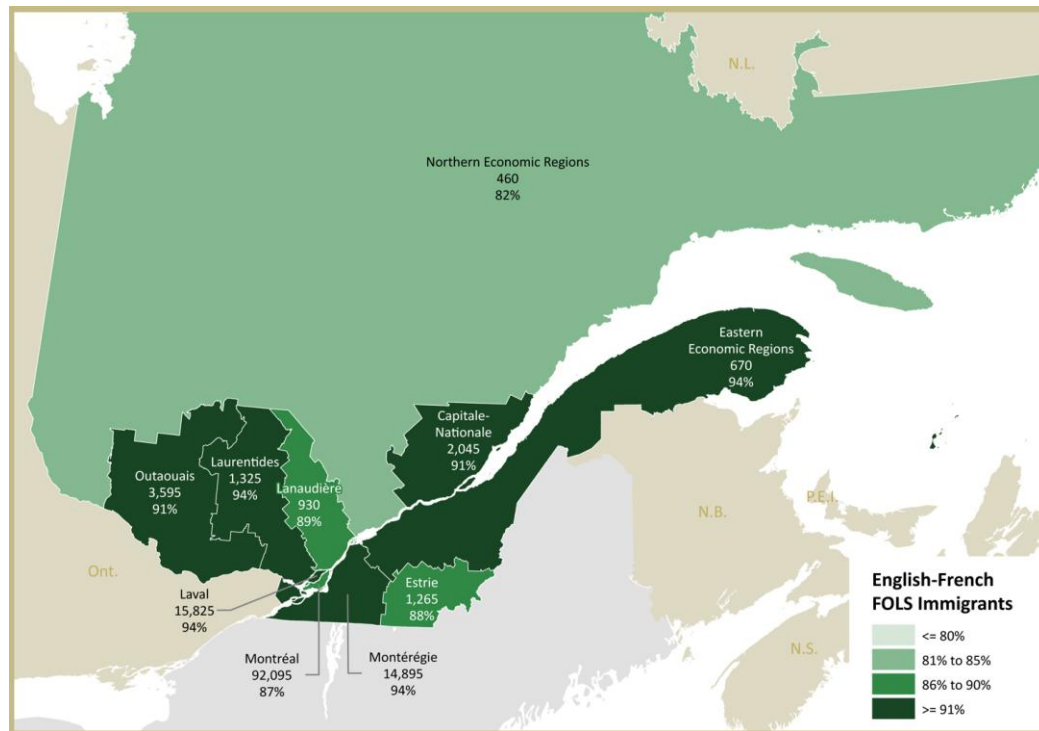 N.L.
Northern Economic Regions
460
82%
Eastern
Economic Regions
670
94%
Capitale-
Nationale
2,045
91%
Laurentides
1,325
94%
Outaouais
3,595
91%
Lanaudière
930
89%
P.E.I.
N.B.
Ont.
Estrie
1,265
88%
Laval
15,825
94%
Montréal
92,095
87%
Montérégie
14,895
94%
N.S.
English-French
FOLS Immigrants
<= 80%
81% to 85%
86% to 90%
>= 91%